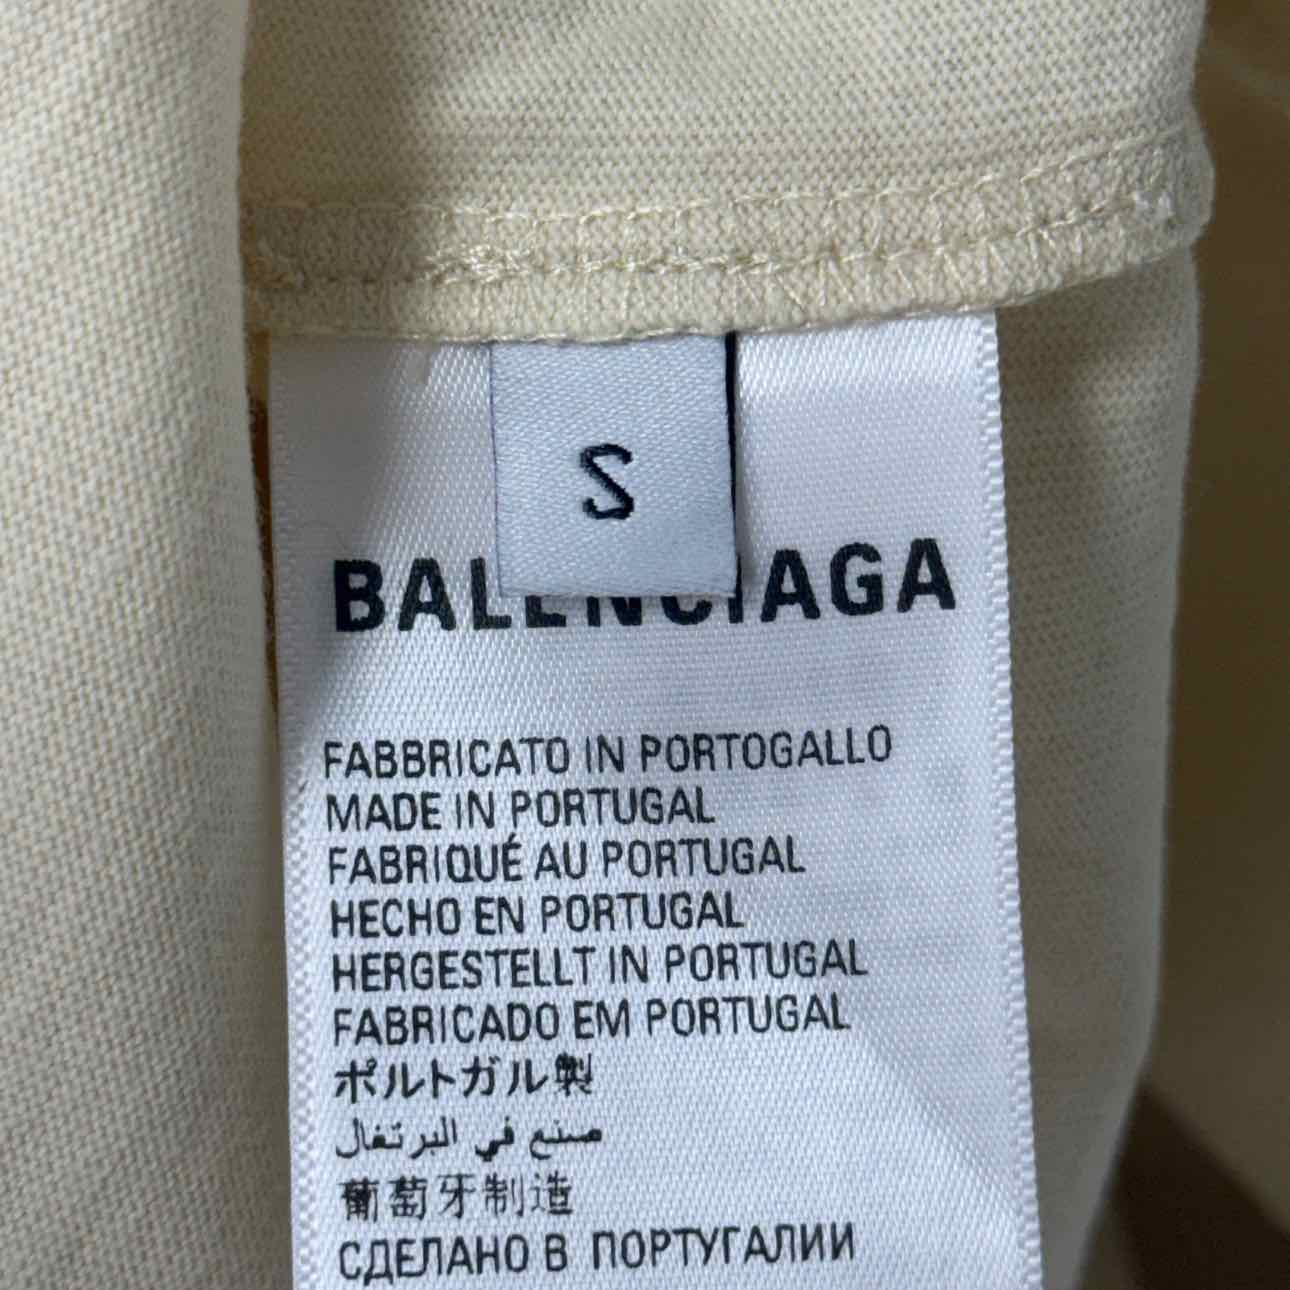 S
BALENCIAGA
FABBRICATO IN PORTOGALLO
MADE IN PORTUGAL
FABRIQUÉ AU PORTUGAL
HECHO EN PORTUGAL
HERGESTELLT IN PORTUGAL
FABRICADO EM PORTUGAL
ポルトガル製
صنع في البرتغال
葡萄牙制造
СДЕЛАНО В ПОРТУГАЛИИ